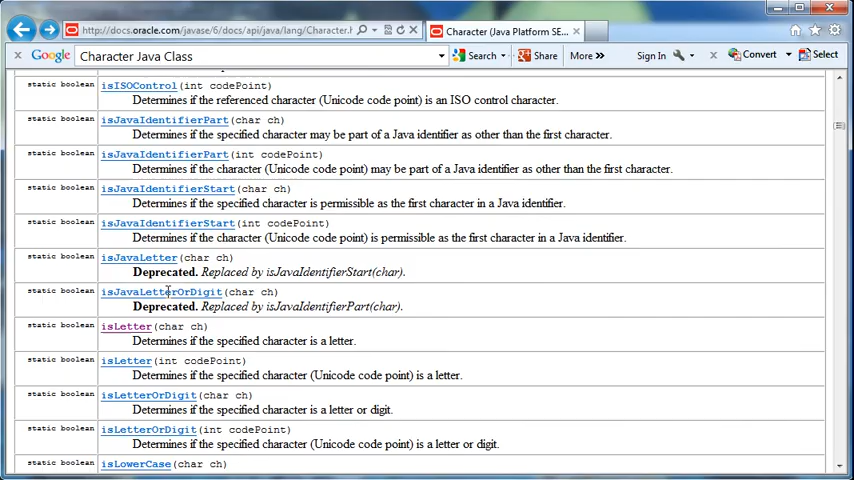 http://docs.oracle.com/javase/6/docs/api/java/lang/Character.h
Character (Java Platform SE...
Google Character Java Class Search Share More >> Sign In Convert Select
static boolean isISOControl(int codePoint)
Determines if the referenced character (Unicode code point) is an ISO control character.
static boolean isJavaIdentifierPart(char ch)
Determines if the specified character may be part of a Java identifier as other than the first character.
static boolean isJavaIdentifierPart(int codePoint)
Determines if the character (Unicode code point) may be part of a Java identifier as other than the first character.
static boolean isJavaIdentifierStart(char ch)
Determines if the specified character is permissible as the first character in a Java identifier.
static boolean isJavaIdentifierStart(int codePoint)
Determines if the character (Unicode code point) is permissible as the first character in a Java identifier.
static boolean isJavaLetter(char ch)
Deprecated. Replaced by isJavaIdentifierStart(char).
static boolean isJavaLetterOrDigit(char ch)
Deprecated. Replaced by isJavaIdentifierPart(char).
static boolean isLetter(char ch)
Determines if the specified character is a letter.
static boolean isLetter(int codePoint)
Determines if the specified character (Unicode code point) is a letter.
static boolean isLetterOrDigit(char ch)
Determines if the specified character is a letter or digit.
static boolean isLetterOrDigit(int codePoint)
Determines if the specified character (Unicode code point) is a letter or digit.
static boolean isLowerCase(char ch)